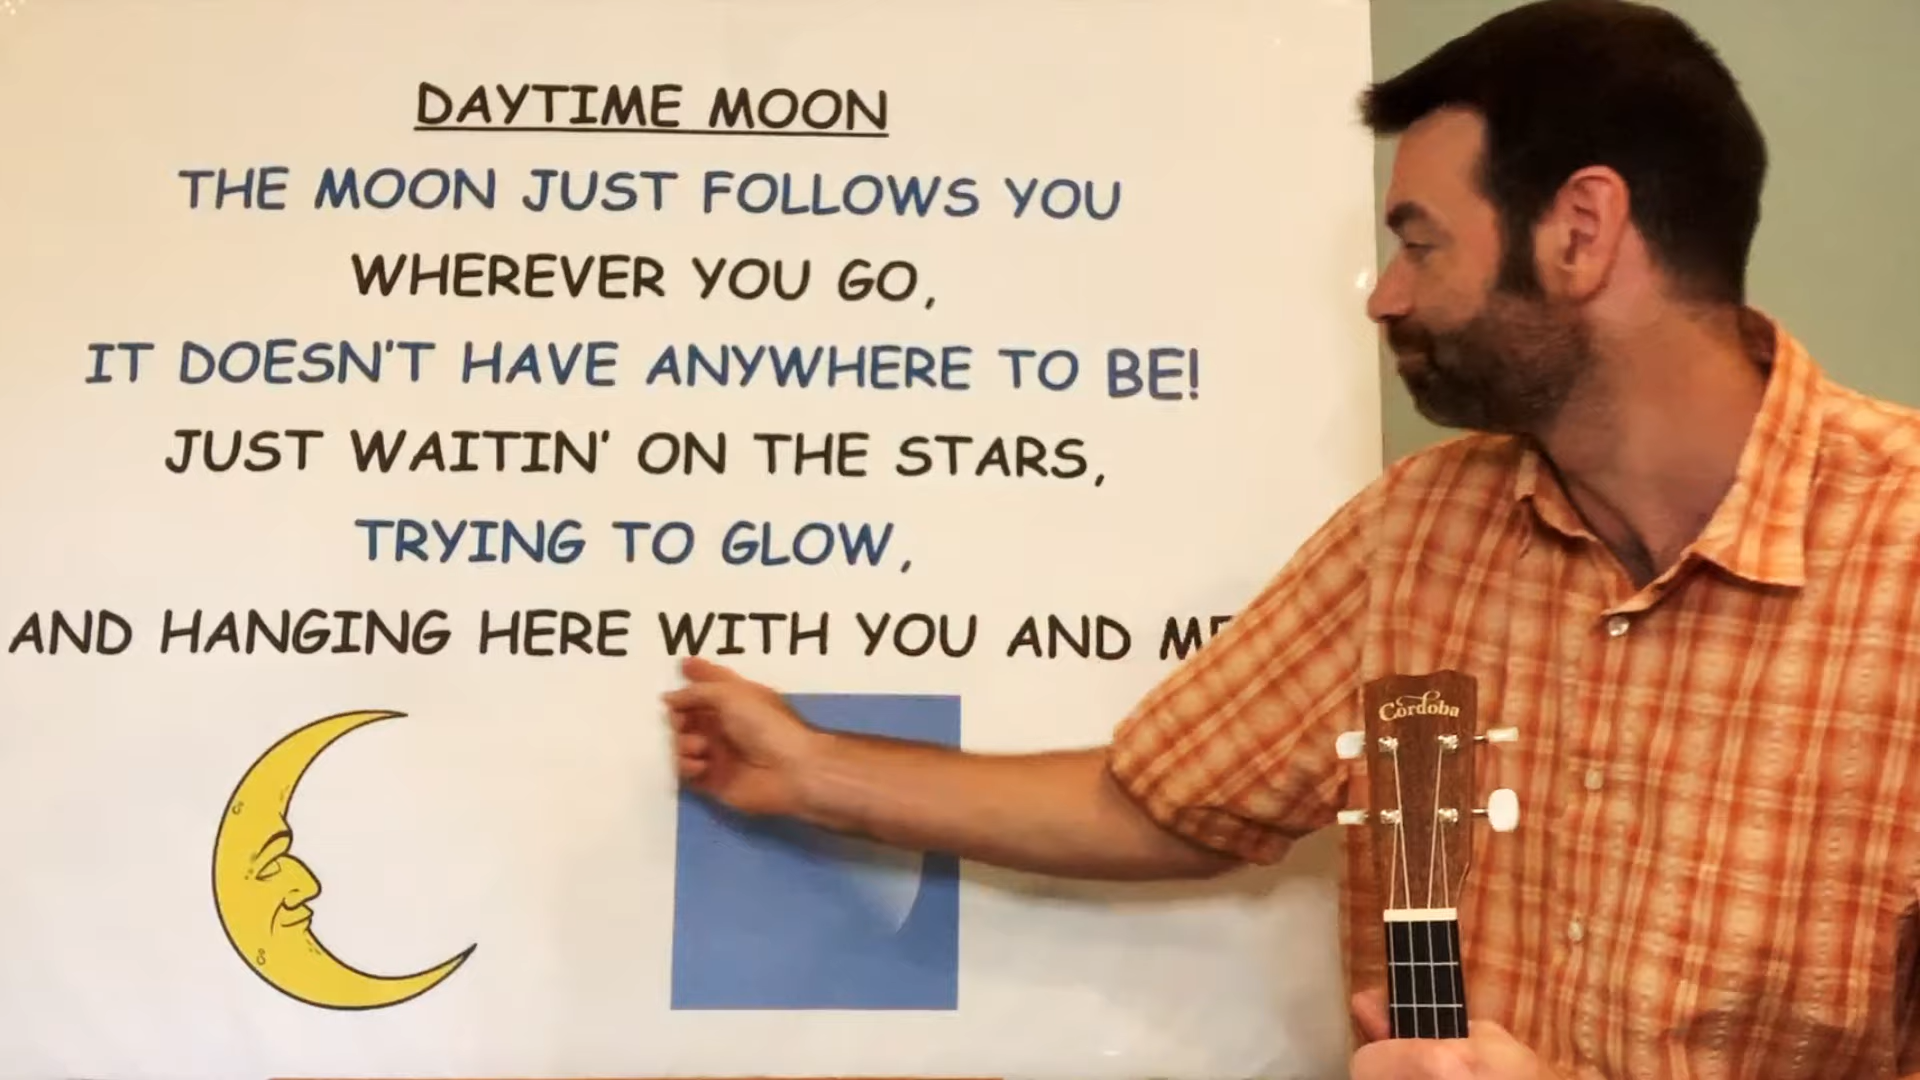 DAYTIME MOON
THE MOON JUST FOLLOWS YOU
WHEREVER YOU GO,
IT DOESN'T HAVE ANYWHERE TO BE!
JUST WAITIN' ON THE STARS,
TRYING TO GLOW,
AND HANGING HERE WITH YOU AND ME
Cordoba